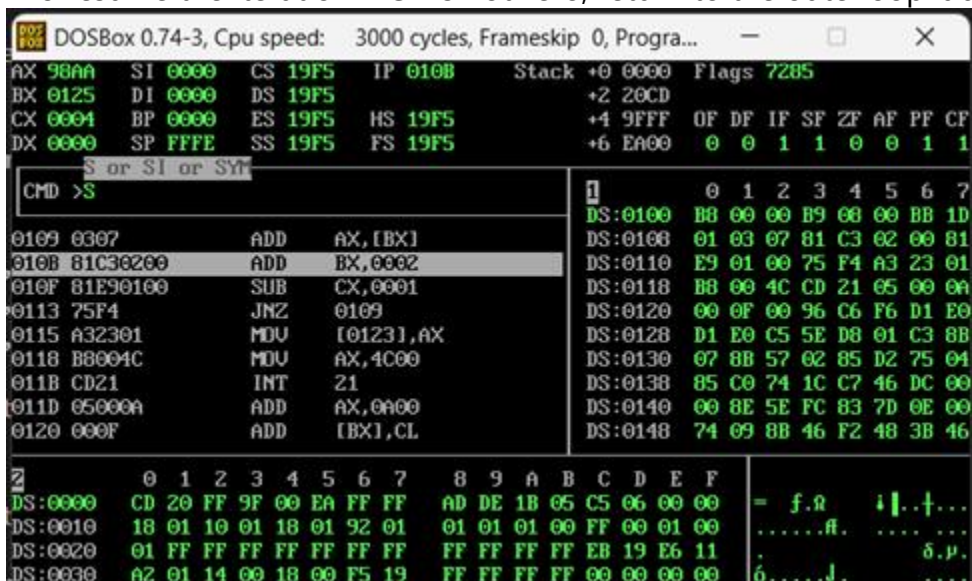 DOSBox 0.74-3, Cpu speed: 3000 cycles, Frameskip 0, Progra...
AX 98AA SI 0000 CS 19F5 IP 010B Stack +0 0000 Flags 7285
BX 0125 DI 0000 DS 19F5 +2 20CD
CX 0004 BP 0000 ES 19F5 HS 19F5 +4 9FFF OF DF IF SF ZF AF PF CF
DX 0000 SP FFFE SS 19F5 FS 19F5 +6 EA00 0 0 1 1 0 0 1 1
S or SI or SYM
CMD >S
1 0 1 2 3 4 5 6 7
DS:0100 B8 00 00 B9 08 00 BB 1D
0109 0307 ADD AX,[BX] DS:0108 01 03 07 81 C3 02 00 81
010B 81C30200 ADD BX,0002 DS:0110 E9 01 00 75 F4 A3 23 01
010F 81E90100 SUB CX,0001 DS:0118 B8 00 4C CD 21 05 00 0A
0113 75F4 JNZ 0109 DS:0120 00 0F 00 96 C6 F6 D1 E0
0115 A32301 MOV [0123],AX DS:0128 D1 E0 C5 5E D8 01 C3 8B
0118 B8004C MOV AX,4C00 DS:0130 07 8B 57 02 85 D2 75 04
011B CD21 INT 21 DS:0138 85 C0 74 1C C7 46 DC 00
011D 05000A ADD AX,0A00 DS:0140 00 8E 5E FC 83 7D 0E 00
0120 000F ADD [BX],CL DS:0148 74 09 8B 46 F2 48 3B 46
2 0 1 2 3 4 5 6 7 8 9 A B C D E F
DS:0000 CD 20 FF 9F 00 EA FF FF AD DE 1B 05 C5 06 00 00
DS:0010 18 01 10 01 18 01 92 01 01 01 01 00 FF 00 01 00
DS:0020 01 FF FF FF FF FF FF FF FF FF FF FF EB 19 E6 11
DS:0030 A2 01 14 00 18 00 F5 19 FF FF FF FF 00 00 00 00